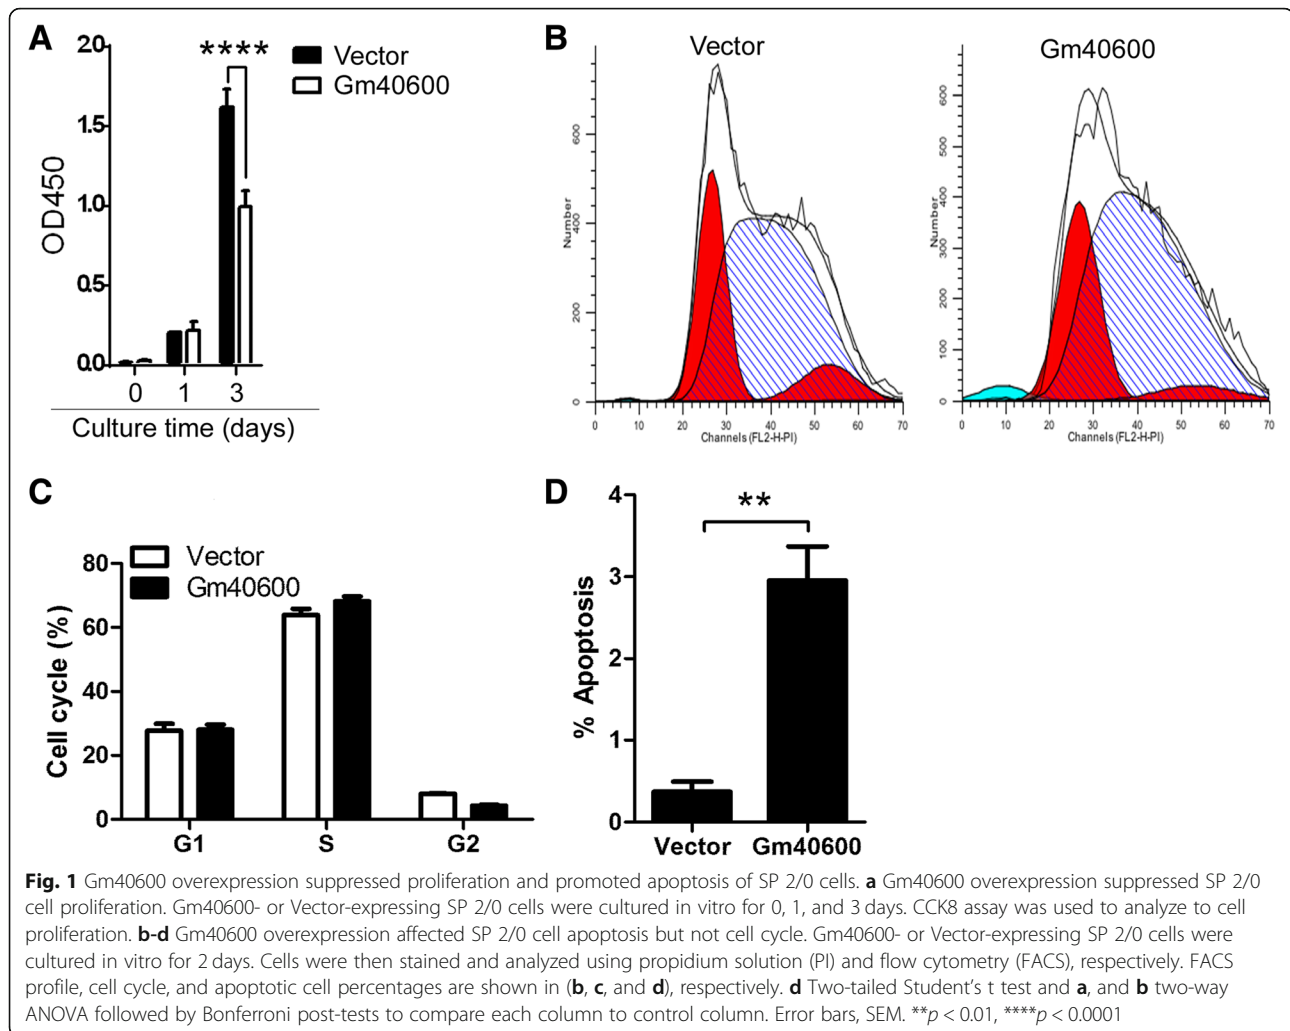 A
2.0
1.5
1.0
0.5
0.0
OD450
****
Vector
Gm40600
0 1 3
Culture time (days)
B
Vector
Number
600
400
200
0
0 10 20 30 40 50 60 70
Channels (FL2-H-PI)
Gm40600
Number
600
500
400
300
200
100
0
0 10 20 30 40 50 60 70
Channels (FL2-H-PI)
C
Vector
Gm40600
Cell cycle (%)
80
60
40
20
0
G1 S G2
D
**
% Apoptosis
4
3
2
1
0
Vector Gm40600
Fig. 1 Gm40600 overexpression suppressed proliferation and promoted apoptosis of SP 2/0 cells. a Gm40600 overexpression suppressed SP 2/0
cell proliferation. Gm40600- or Vector-expressing SP 2/0 cells were cultured in vitro for 0, 1, and 3 days. CCK8 assay was used to analyze to cell
proliferation. b-d Gm40600 overexpression affected SP 2/0 cell apoptosis but not cell cycle. Gm40600- or Vector-expressing SP 2/0 cells were
cultured in vitro for 2 days. Cells were then stained and analyzed using propidium solution (PI) and flow cytometry (FACS), respectively. FACS
profile, cell cycle, and apoptotic cell percentages are shown in (b, c, and d), respectively. d Two-tailed Student's t test and a, and b two-way
ANOVA followed by Bonferroni post-tests to compare each column to control column. Error bars, SEM. **p < 0.01, ****p < 0.0001